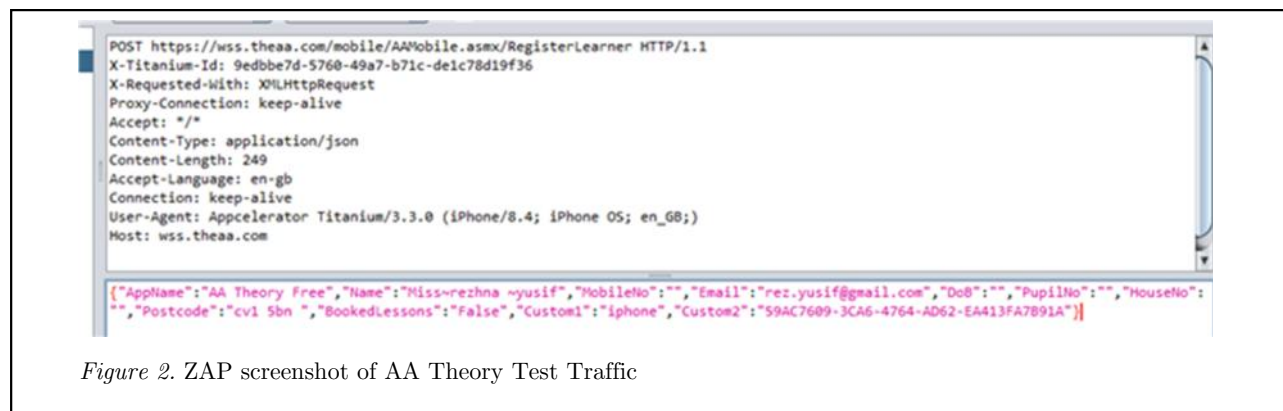 POST https://wss.theaa.com/mobile/AAMobile.asmx/RegisterLearner HTTP/1.1
X-Titanium-Id: 9edbbe7d-5760-49a7-b71c-de1c78d19f36
X-Requested-With: XMLHttpRequest
Proxy-Connection: keep-alive
Accept: "/"
Content-Type: application/json
Content-Length: 249
Accept-Language: en-gb
Connection: keep-alive
User-Agent: Appcelerator Titanium/3.3.0 (iPhone/8.4; iPhone OS; en_GB;)
Host: wss.theaa.com
{"AppName":"AA Theory Free","Name":"Miss~rezhna ~yusif","MobileNo":"","Email":"rez.yusif@gmail.com","DoB":"","PupilNo":"","HouseNo":
"","Postcode":"cv1 5bn ","BookedLessons":"False","Custom1":"iphone","Custom2":"59AC7609-3CA6-4764-AD62-EA413FA7B91A"}
Figure 2. ZAP screenshot of AA Theory Test Traffic